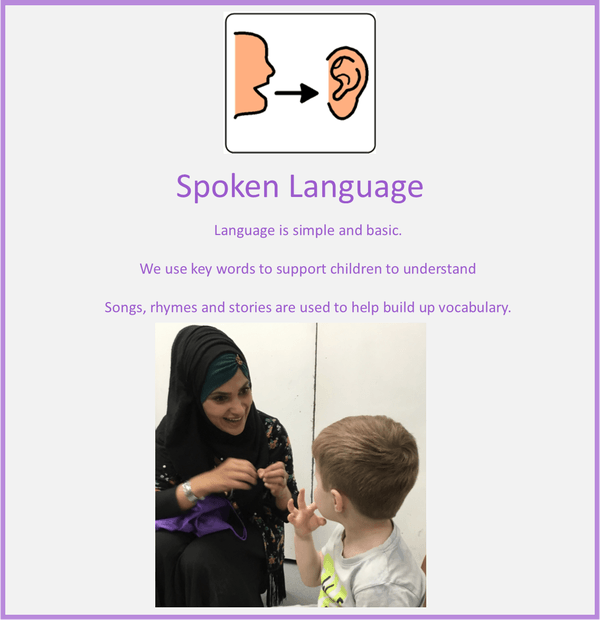 Spoken Language
Language is simple and basic.
We use key words to support children to understand
Songs, rhymes and stories are used to help build up vocabulary.